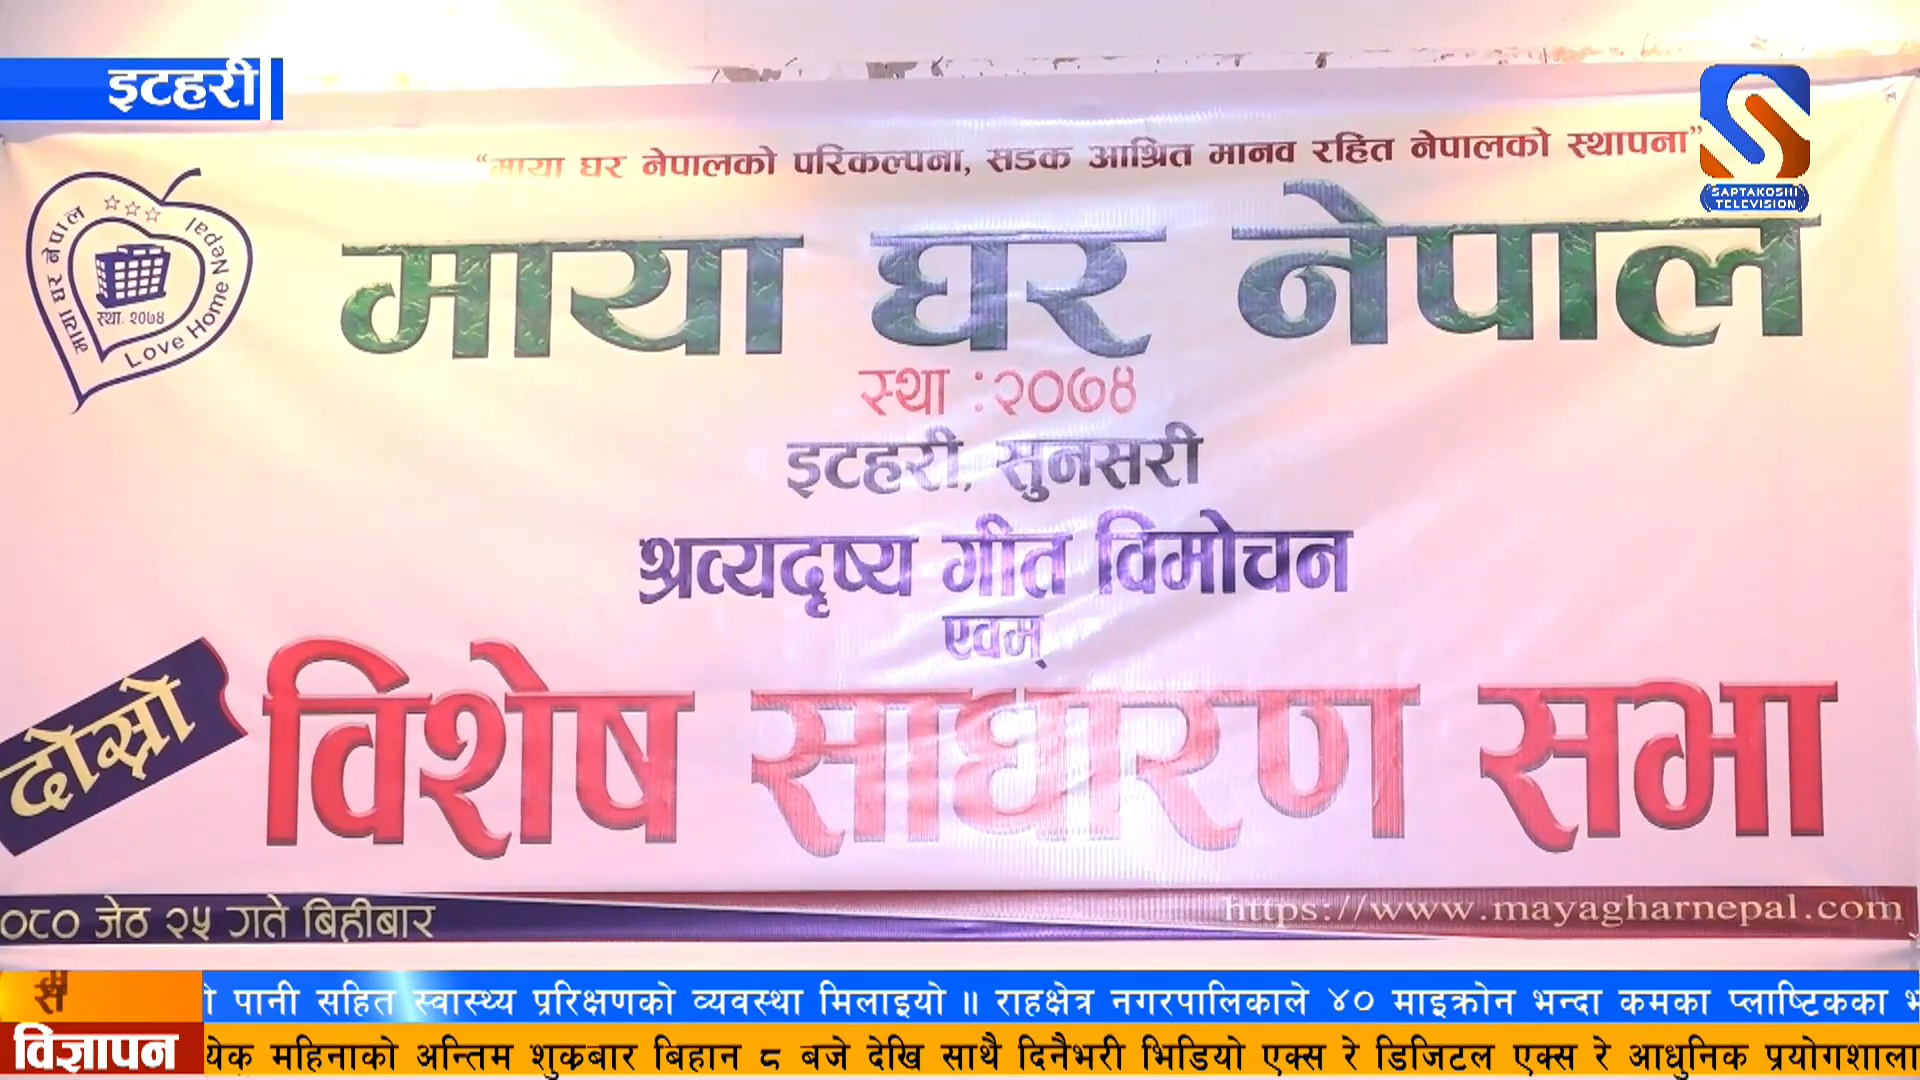 इटहरी
SAPTAKOSHI
TELEVISION
“माया घर नेपालको परिकल्पना, सडक आश्रित मानव रहित नेपालको स्थापना”
माया घर नेपाल
माया घर नेपाल
Love Home Nepal
स्था. २०७४
स्था :२०७४
इटहरी, सुनसरी
श्रव्यदृष्य गीत विमोचन
एवम्
दोस्रो
विशेष साधारण सभा
०८० जेठ २५ गते बिहीबार
https://www.mayagharnepal.com
पानी सहित स्वास्थ्य प्ररिक्षणको व्यवस्था मिलाइयो ॥ राहक्षेत्र नगरपालिकाले ४० माइक्रोन भन्दा कमका प्लाष्टिकका
विज्ञापन
येक महिनाको अन्तिम शुक्रबार बिहान ८ बजे देखि साथै दिनैभरी भिडियो एक्स रे डिजिटल एक्स रे आधुनिक प्रयोगशाला